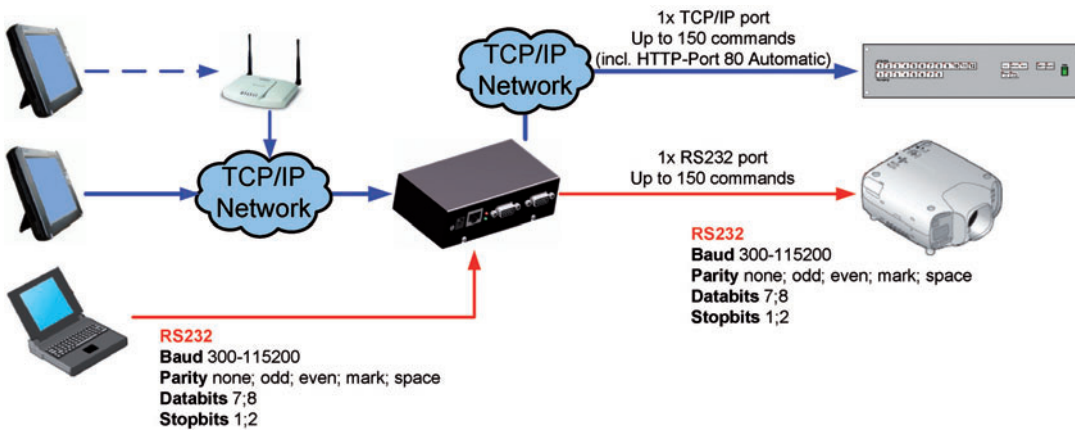 1x TCP/IP port
Up to 150 commands
(incl. HTTP-Port 80 Automatic)
TCP/IP
Network
TCP/IP
Network
1x RS232 port
Up to 150 commands
RS232
Baud 300-115200
Parity none; odd; even; mark; space
Databits 7;8
Stopbits 1;2
RS232
Baud 300-115200
Parity none; odd; even; mark; space
Databits 7;8
Stopbits 1;2